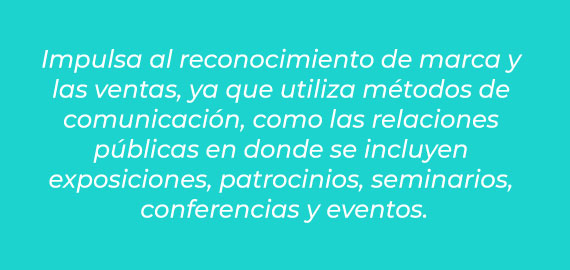 Impulsa al reconocimiento de marca y
las ventas, ya que utiliza métodos de
comunicación, como las relaciones
públicas en donde se incluyen
exposiciones, patrocinios, seminarios,
conferencias y eventos.